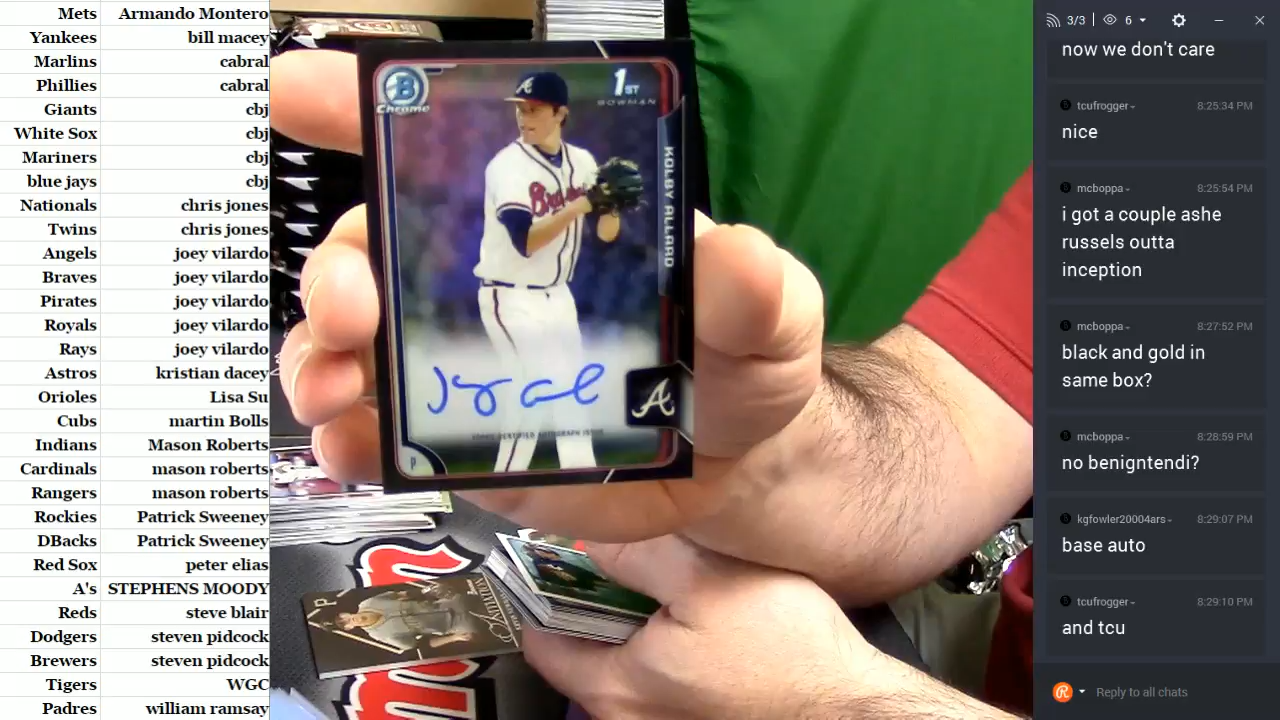 Mets Armando Montero
Yankees bill macey
Marlins cabral
Phillies cabral
Giants cbj
White Sox cbj
Mariners cbj
blue jays cbj
Nationals chris jones
Twins chris jones
Angels joey vilardo
Braves joey vilardo
Pirates joey vilardo
Royals joey vilardo
Rays joey vilardo
Astros kristian dacey
Orioles Lisa Su
Cubs martin Bolls
Indians Mason Roberts
Cardinals mason roberts
Rangers mason roberts
Rockies Patrick Sweeney
DBacks Patrick Sweeney
Red Sox peter elias
A's STEPHENS MOODY
Reds steve blair
Dodgers steven pidcock
Brewers steven pidcock
Tigers WGC
Padres william ramsay
B
Chrome
1ST
BOWMAN
KOLBY ALLARD
A
Braves
TOPPS CERTIFIED AUTOGRAPH ISSUE
A
P
P
3/3
6
now we don't care
tcufrogger 8:25:34 PM
nice
mcboppa 8:25:54 PM
i got a couple ashe
russels outta
inception
mcboppa 8:27:52 PM
black and gold in
same box?
mcboppa 8:28:59 PM
no benigntendi?
kgfowler20004ars 8:29:07 PM
base auto
tcufrogger 8:29:10 PM
and tcu
Reply to all chats